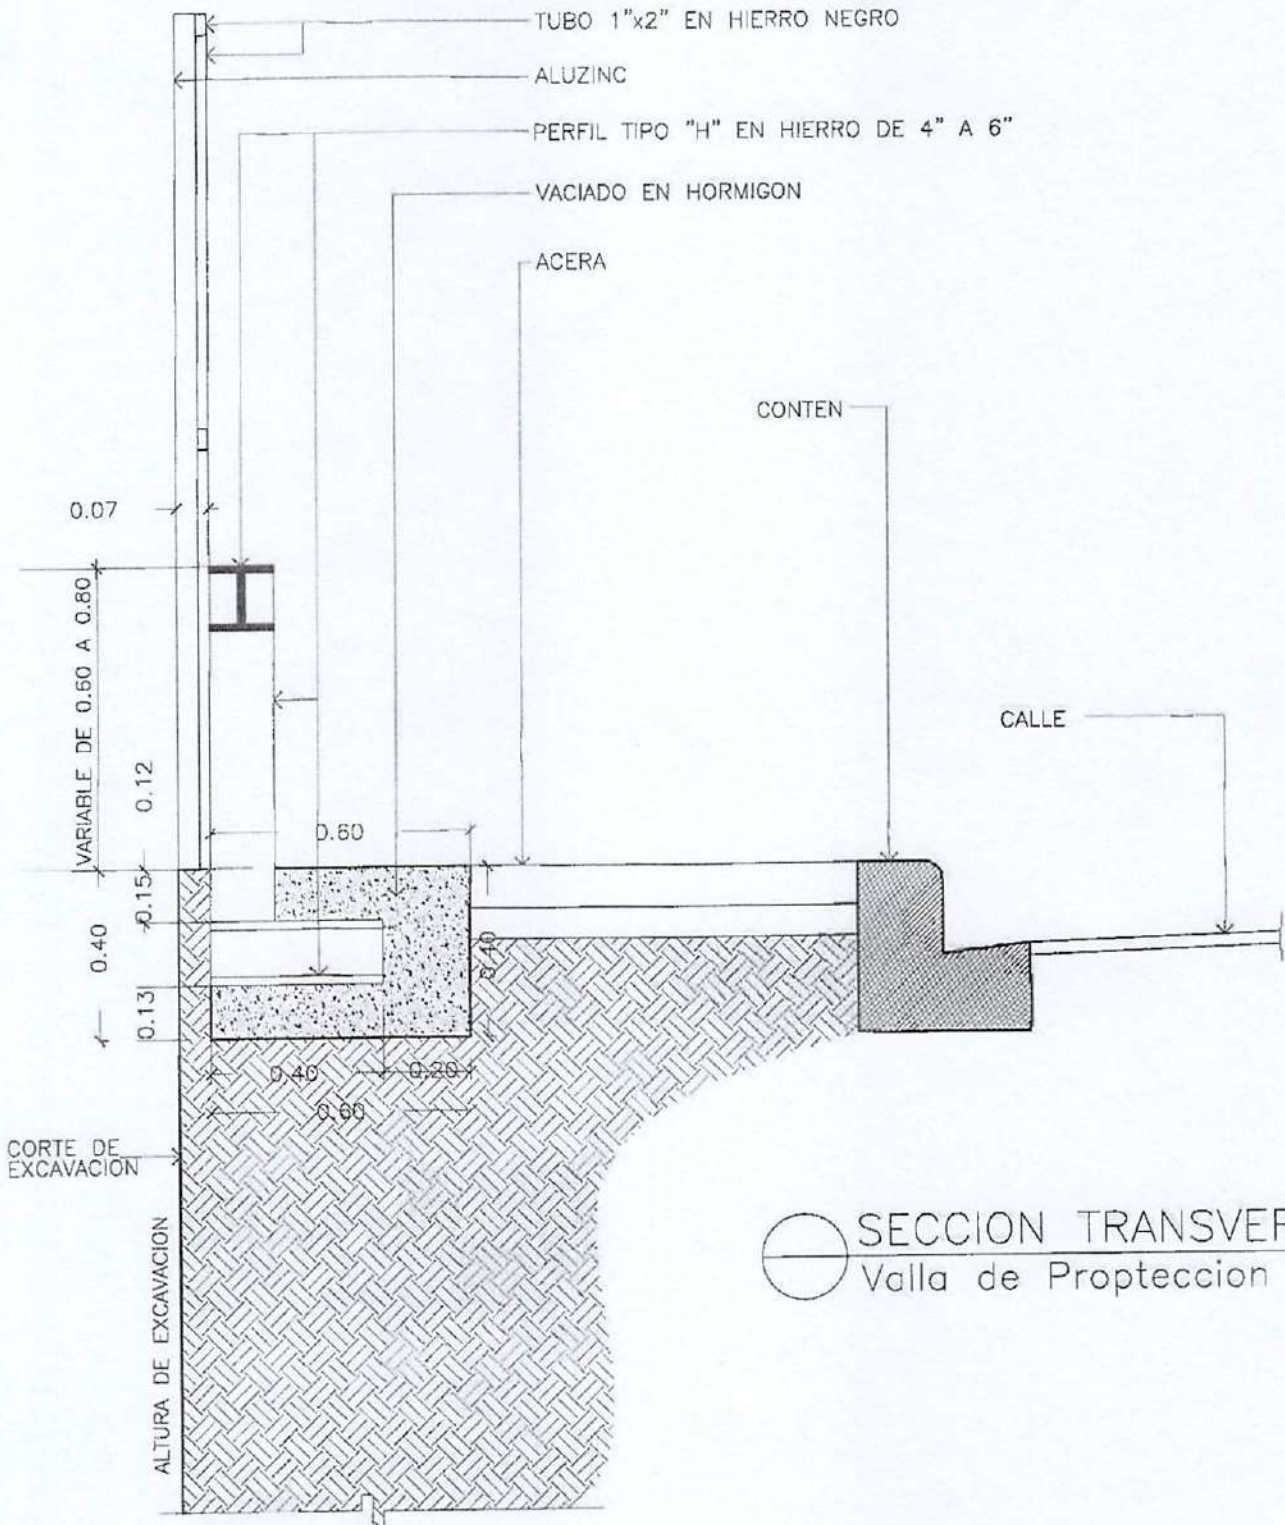 TUBO 1"x2" EN HIERRO NEGRO
ALUZINC
PERFIL TIPO "H" EN HIERRO DE 4" A 6"
VACIADO EN HORMIGON
ACERA
CONTEN
0.07
VARIABLE DE 0.60 A 0.80
CALLE
0.12
0.60
0.15
0.40
0.40
0.13
0.40
0.20
0.60
CORTE DE
EXCAVACION
ALTURA DE EXCAVACION
SECCION TRANSVER
Valla de Propteccion